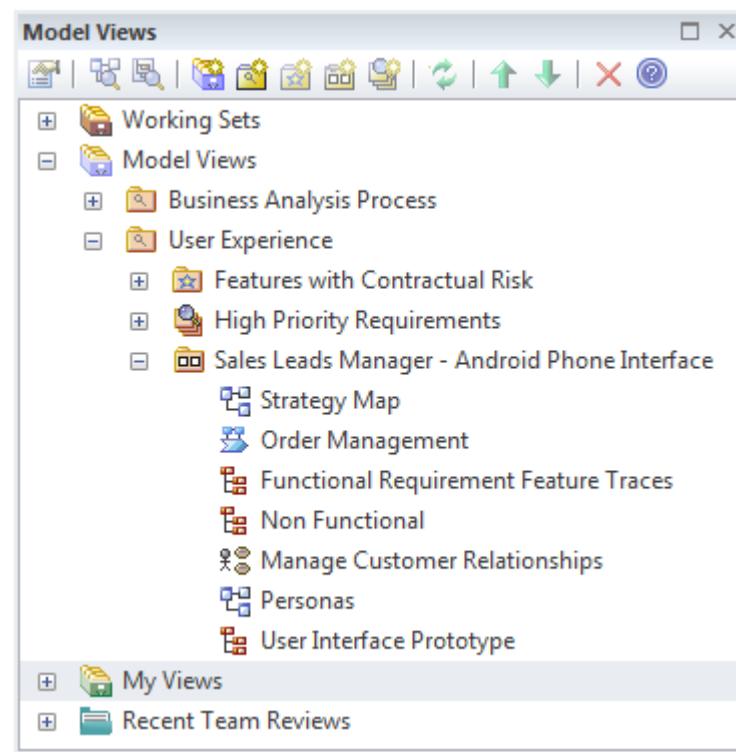 Model Views
Working Sets
Model Views
Business Analysis Process
User Experience
Features with Contractual Risk
High Priority Requirements
Sales Leads Manager - Android Phone Interface
Strategy Map
Order Management
Functional Requirement Feature Traces
Non Functional
Manage Customer Relationships
Personas
User Interface Prototype
My Views
Recent Team Reviews